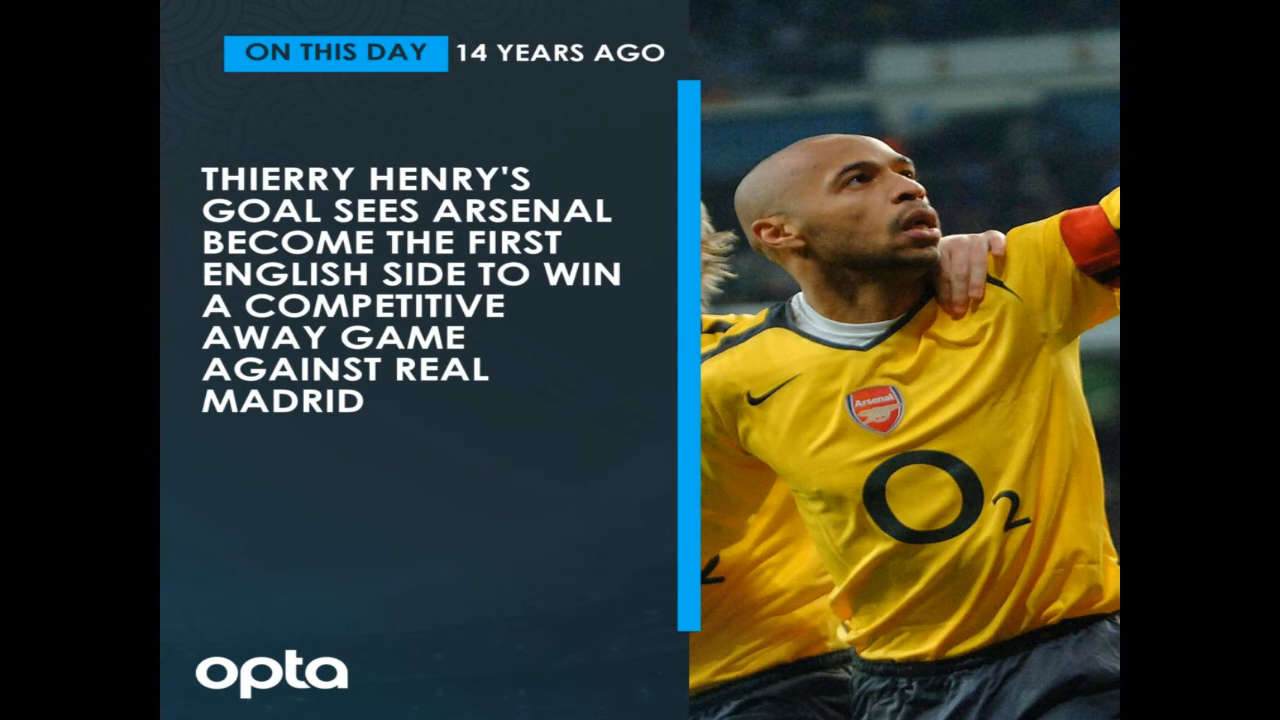 ON THIS DAY 14 YEARS AGO
THIERRY HENRY'S
GOAL SEES ARSENAL
BECOME THE FIRST
ENGLISH SIDE TO WIN
A COMPETITIVE
AWAY GAME
AGAINST REAL
MADRID
Arsenal
O2
opta